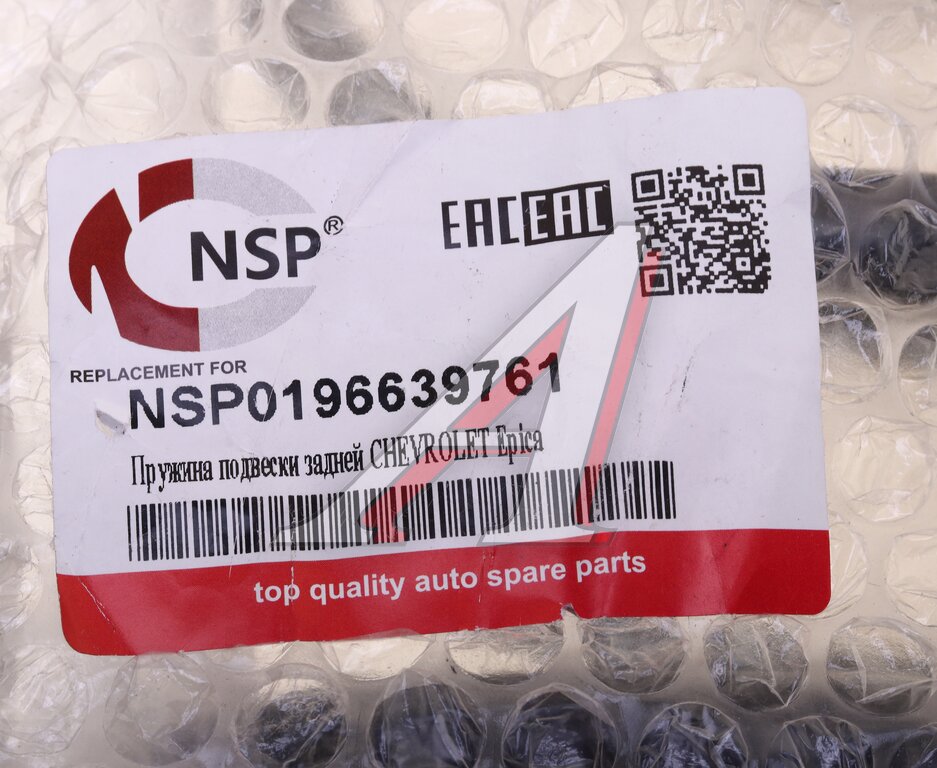 NSP®
EAC EAC
REPLACEMENT FOR
NSP0196639761
Пружина подвески задней CHEVROLET Epica
top quality auto spare parts